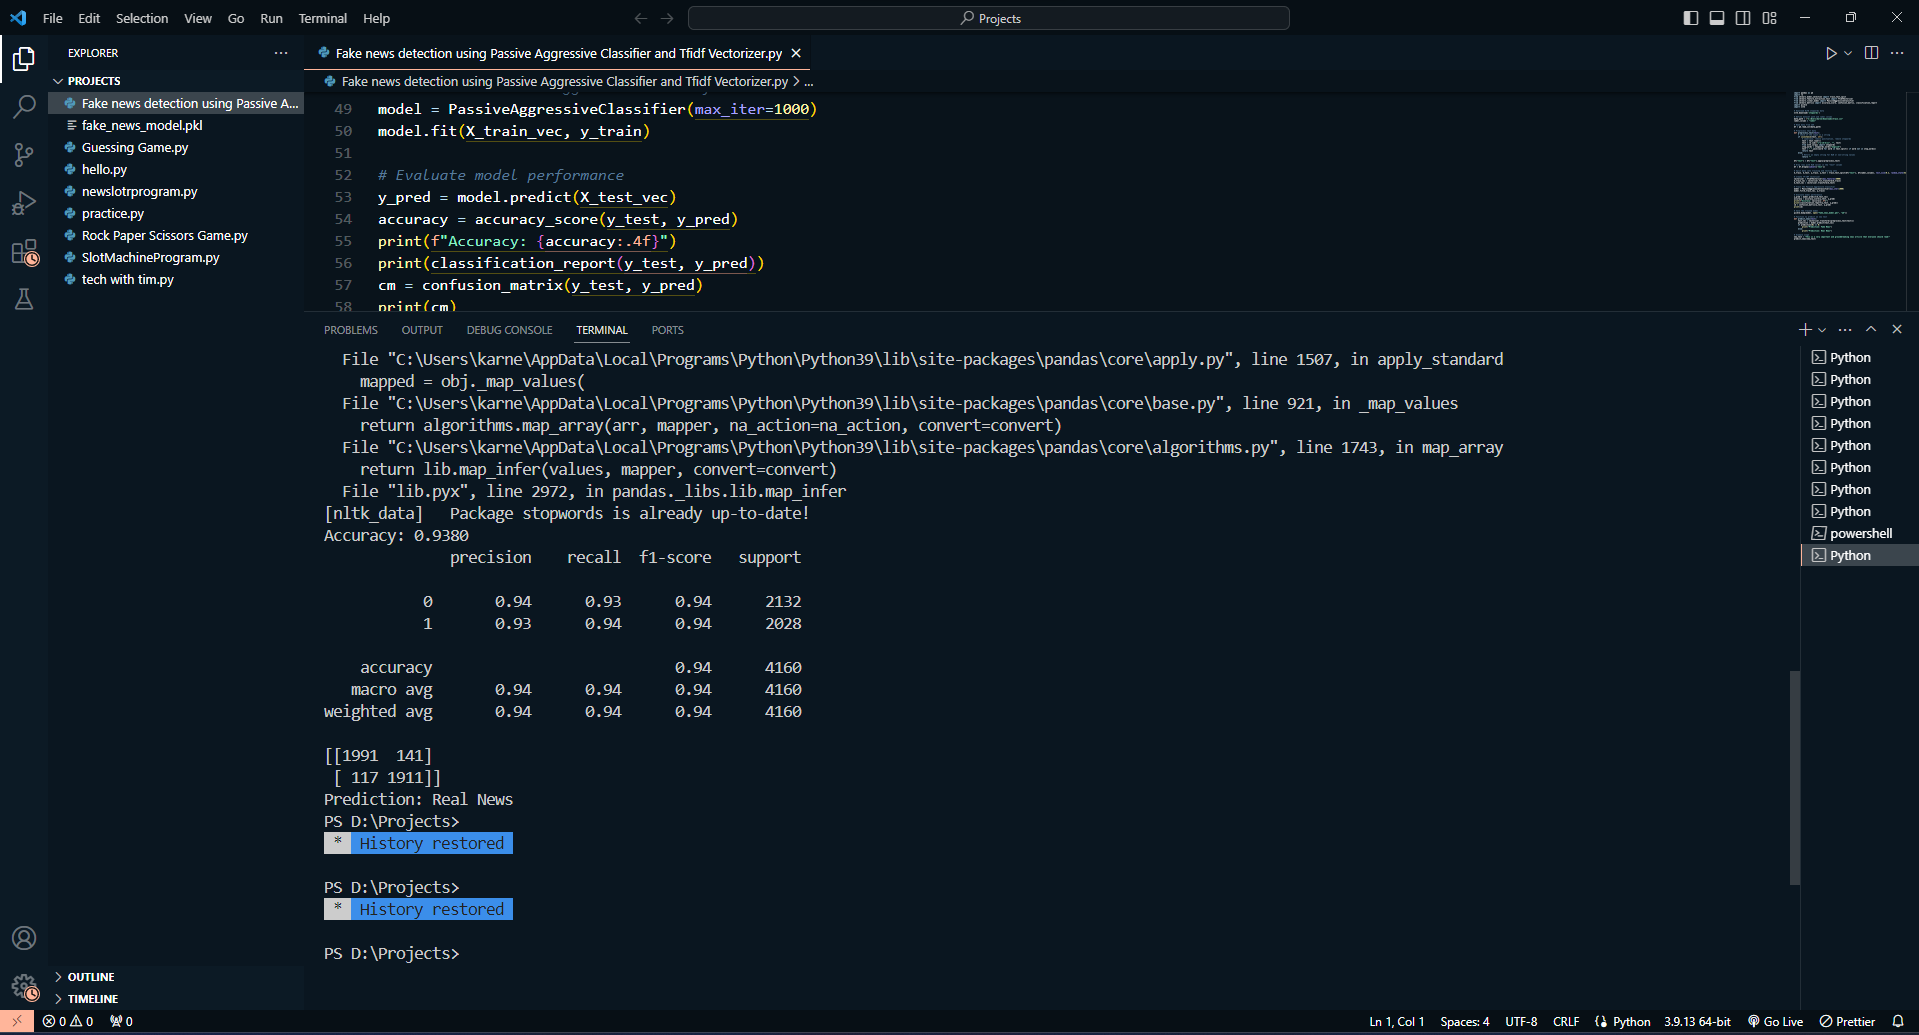 File Edit Selection View Go Run Terminal Help
Projects
EXPLORER
PROJECTS
Fake news detection using Passive A...
fake_news_model.pkl
Guessing Game.py
hello.py
newslotrprogram.py
practice.py
Rock Paper Scissors Game.py
SlotMachineProgram.py
tech with tim.py
OUTLINE
TIMELINE
Fake news detection using Passive Aggressive Classifier and Tfidf Vectorizer.py
Fake news detection using Passive Aggressive Classifier and Tfidf Vectorizer.py > ...
49 model = PassiveAggressiveClassifier(max_iter=1000)
50 model.fit(X_train_vec, y_train)
51
52 # Evaluate model performance
53 y_pred = model.predict(X_test_vec)
54 accuracy = accuracy_score(y_test, y_pred)
55 print(f"Accuracy: {accuracy:.4f}")
56 print(classification_report(y_test, y_pred))
57 cm = confusion_matrix(y_test, y_pred)
58 print(cm)
PROBLEMS OUTPUT DEBUG CONSOLE TERMINAL PORTS
File "C:\Users\karne\AppData\Local\Programs\Python\Python39\lib\site-packages\pandas\core\apply.py", line 1507, in apply_standard
mapped = obj._map_values(
File "C:\Users\karne\AppData\Local\Programs\Python\Python39\lib\site-packages\pandas\core\base.py", line 921, in _map_values
return algorithms.map_array(arr, mapper, na_action=na_action, convert=convert)
File "C:\Users\karne\AppData\Local\Programs\Python\Python39\lib\site-packages\pandas\core\algorithms.py", line 1743, in map_array
return lib.map_infer(values, mapper, convert=convert)
File "lib.pyx", line 2972, in pandas._libs.lib.map_infer
[nltk_data]   Package stopwords is already up-to-date!
Accuracy: 0.9380
precision recall f1-score support
0 0.94 0.93 0.94 2132
1 0.93 0.94 0.94 2028
accuracy 0.94 4160
macro avg 0.94 0.94 0.94 4160
weighted avg 0.94 0.94 0.94 4160
[[1991  141]
[ 117 1911]]
Prediction: Real News
PS D:\Projects>
* History restored
PS D:\Projects>
* History restored
PS D:\Projects>
Python
Python
Python
Python
Python
Python
Python
Python
powershell
Python
0 0 0 Ln 1, Col 1 Spaces: 4 UTF-8 CRLF Python 3.9.13 64-bit Go Live Prettier